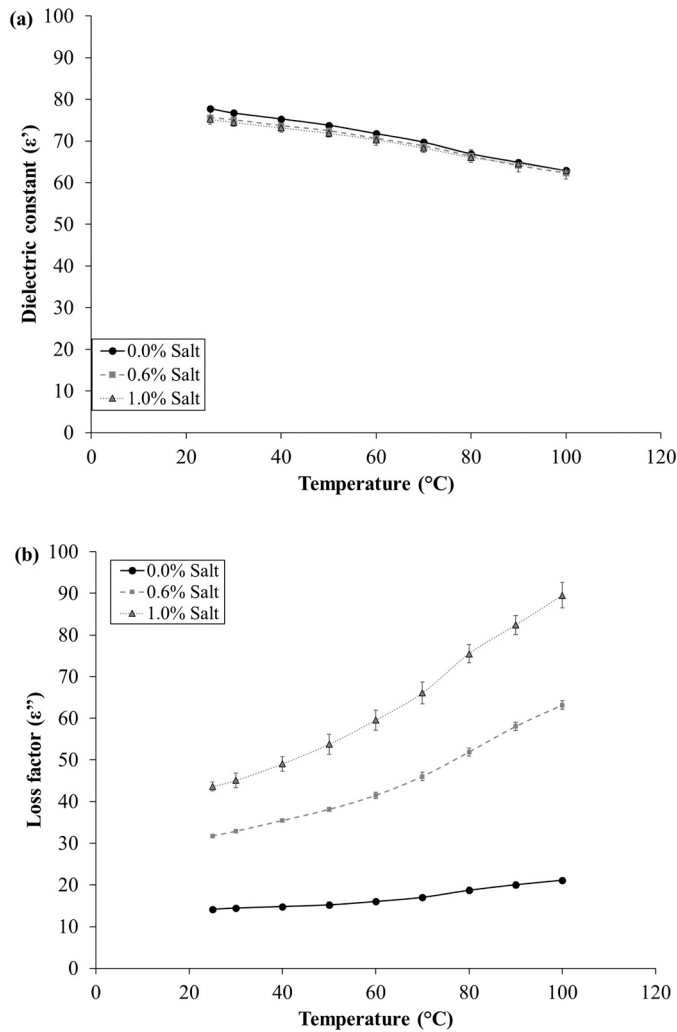 (a)
100
90
80
70
60
50
40
30
20
10
0
Dielectric constant (ε’)
0.0% Salt
0.6% Salt
1.0% Salt
0 20 40 60 80 100 120
Temperature (°C)
(b)
100
90
80
70
60
50
40
30
20
10
0
Loss factor (ε”)
0.0% Salt
0.6% Salt
1.0% Salt
0 20 40 60 80 100 120
Temperature (°C)